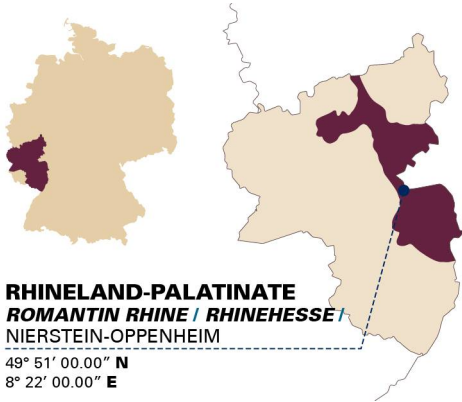 RHINELAND-PALATINATE
ROMANTIN RHINE / RHINEHESSE /
NIERSTEIN-OPPENHEIM
49° 51’ 00.00” N
8° 22’ 00.00” E